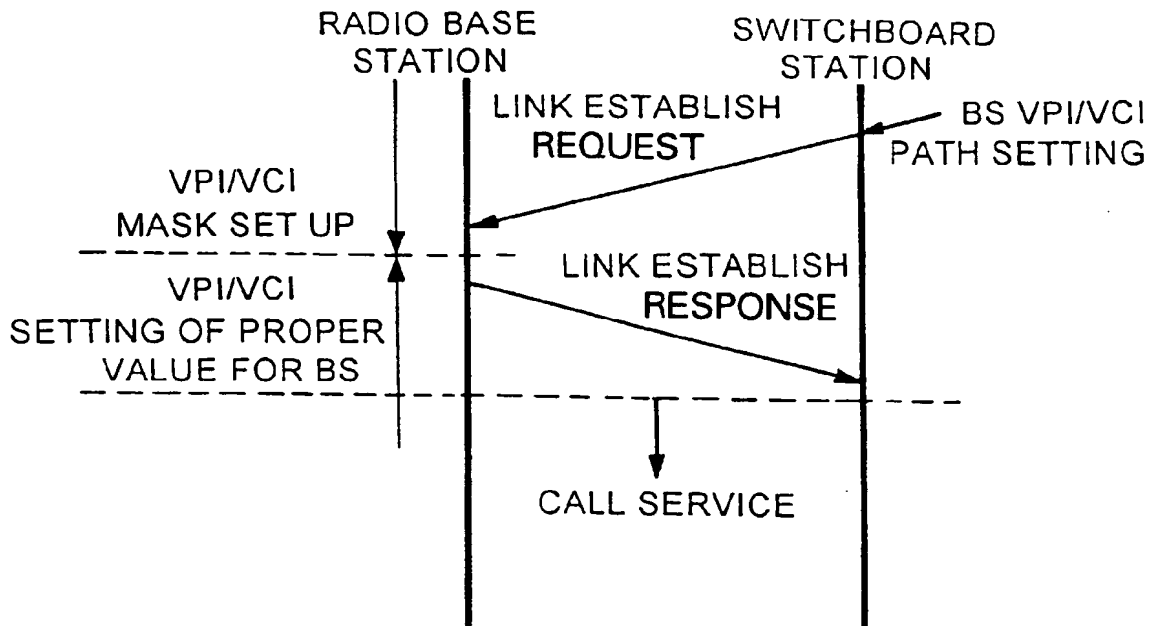 RADIO BASE
STATION
SWITCHBOARD
STATION
LINK ESTABLISH
REQUEST
BS VPI/VCI
PATH SETTING
VPI/VCI
MASK SET UP
LINK ESTABLISH
RESPONSE
VPI/VCI
SETTING OF PROPER
VALUE FOR BS
CALL SERVICE